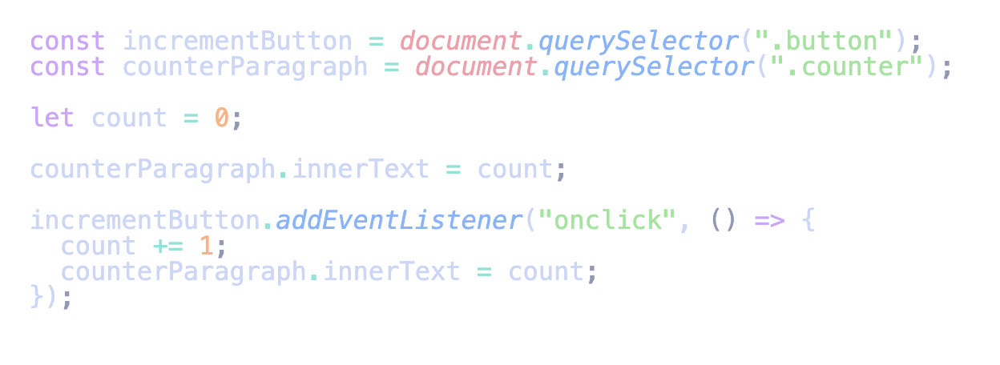 const incrementButton = document.querySelector(".button");
const counterParagraph = document.querySelector(".counter");
let count = 0;
counterParagraph.innerText = count;
incrementButton.addEventListener("onclick", () => {
  count += 1;
  counterParagraph.innerText = count;
});